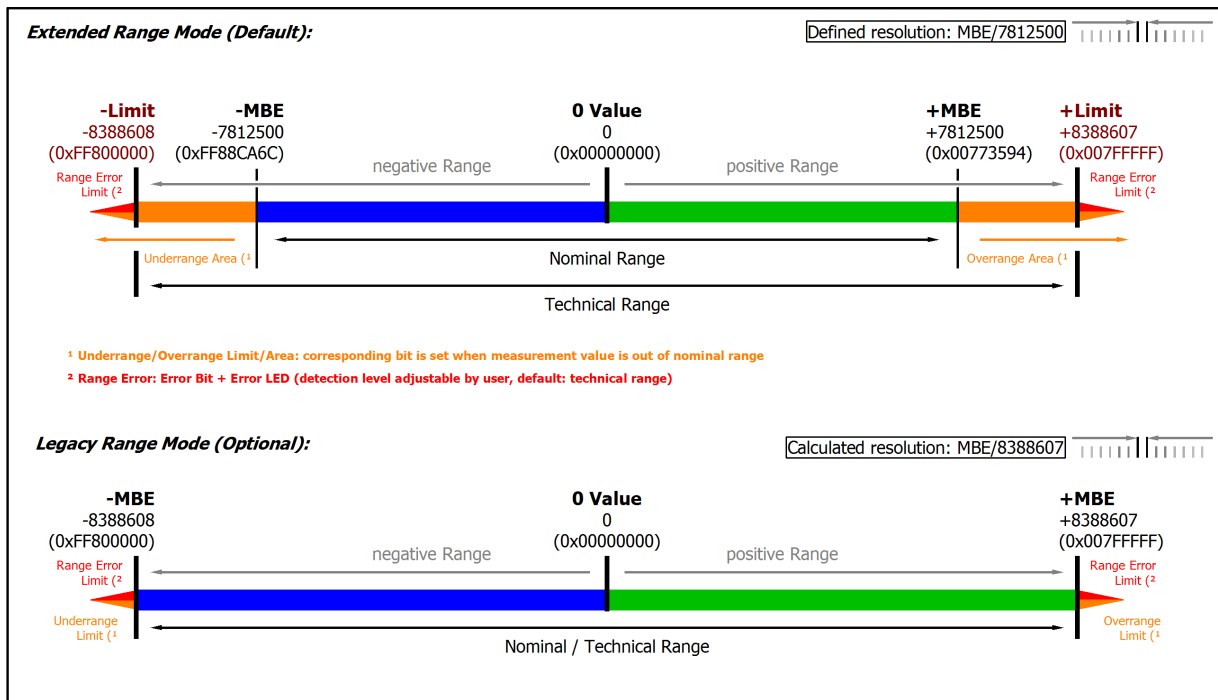 Extended Range Mode (Default):
Defined resolution: MBE/7812500
-Limit
-8388608
(0xFF800000)
-MBE
-7812500
(0xFF88CA6C)
0 Value
0
(0x00000000)
+MBE
+7812500
(0x00773594)
+Limit
+8388607
(0x007FFFFF)
Range Error
Limit (²
negative Range
positive Range
Range Error
Limit (²
Underrange Area (¹
Nominal Range
Overrange Area (¹
Technical Range
¹ Underrange/Overrange Limit/Area: corresponding bit is set when measurement value is out of nominal range
² Range Error: Error Bit + Error LED (detection level adjustable by user, default: technical range)
Legacy Range Mode (Optional):
Calculated resolution: MBE/8388607
-MBE
-8388608
(0xFF800000)
0 Value
0
(0x00000000)
+MBE
+8388607
(0x007FFFFF)
Range Error
Limit (²
negative Range
positive Range
Range Error
Limit (²
Underrange
Limit (¹
Nominal / Technical Range
Overrange
Limit (¹